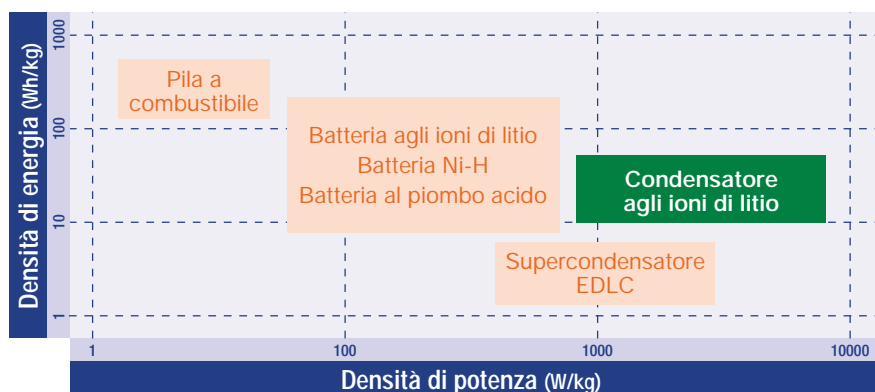 Densità di energia (Wh/kg)
1000
100
10
1
Pila a
combustibile
Batteria agli ioni di litio
Batteria Ni-H
Batteria al piombo acido
Condensatore
agli ioni di litio
Supercondensatore
EDLC
1
100
1000
10000
Densità di potenza (W/kg)